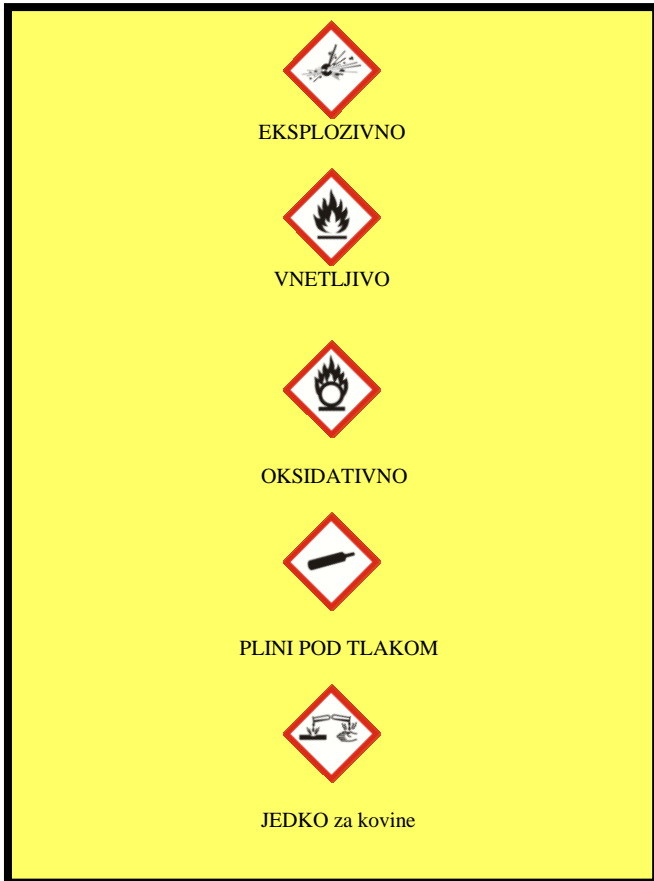 EKSPLOZIVNO
VNETLJIVO
OKSIDATIVNO
PLINI POD TLAKOM
JEDKO za kovine